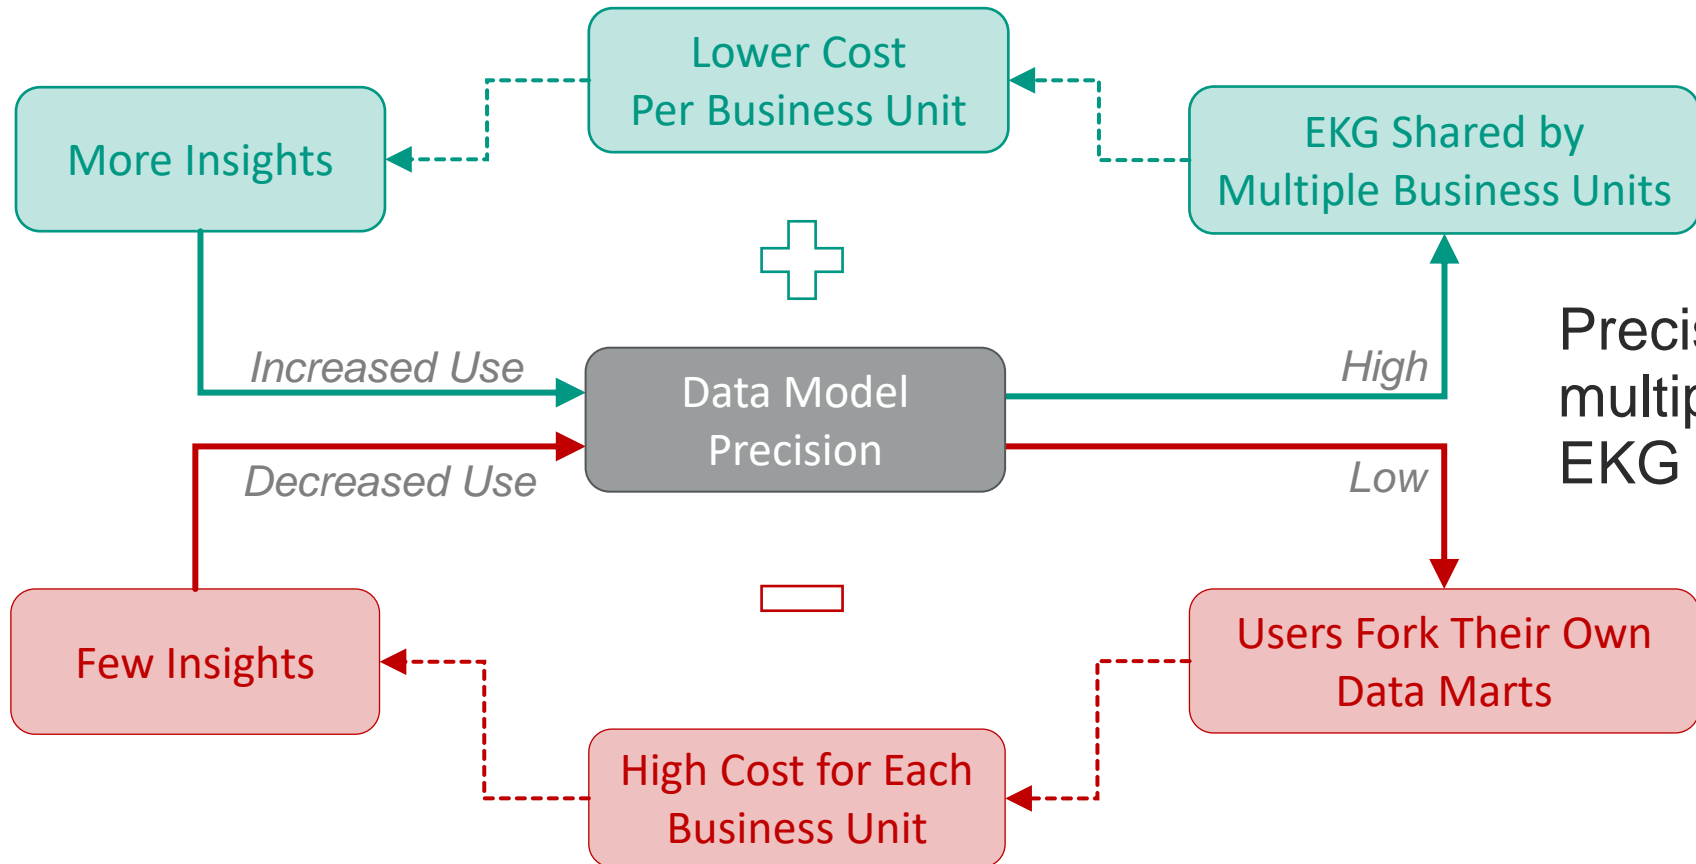 Lower Cost
Per Business Unit
More Insights
EKG Shared by
Multiple Business Units
Increased Use
Data Model
Precision
High
Decreased Use
Low
EKG
Few Insights
Users Fork Their Own
Data Marts
High Cost for Each
Business Unit